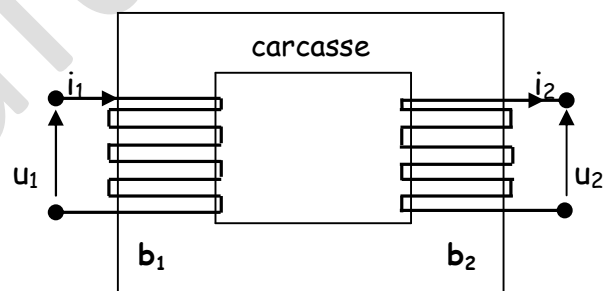 carcasse
i₁
i₂
u₁
u₂
b₁
b₂